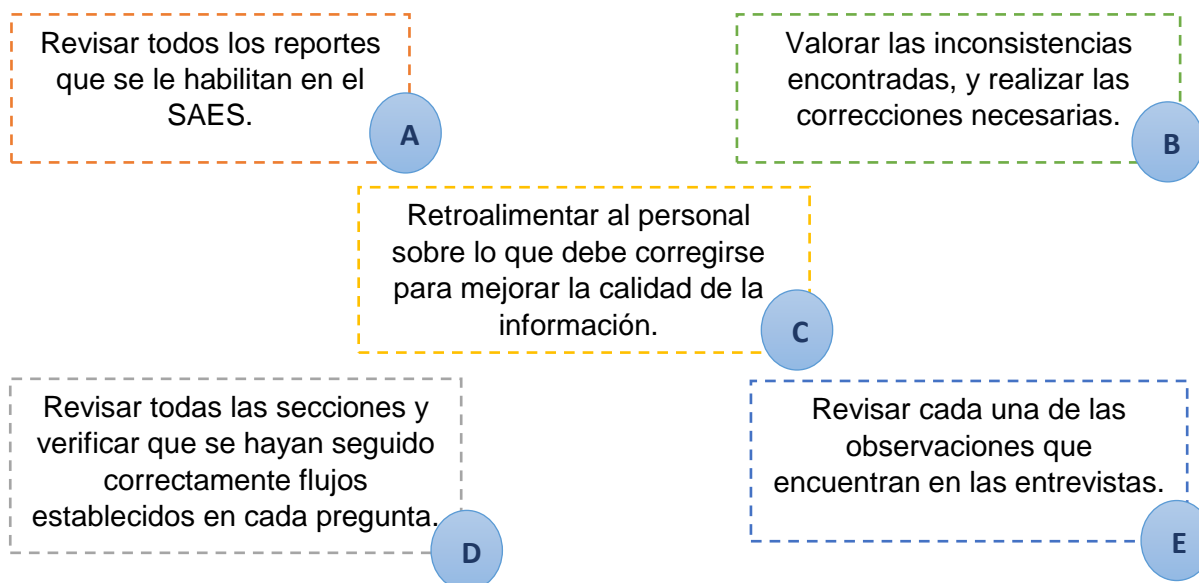 Revisar todos los reportes
que se le habilitan en el
SAES.
A
Valorar las inconsistencias
encontradas, y realizar las
correcciones necesarias.
B
Retroalimentar al personal
sobre lo que debe corregirse
para mejorar la calidad de la
información.
C
Revisar todas las secciones y
verificar que se hayan seguido
correctamente flujos
establecidos en cada pregunta.
D
Revisar cada una de las
observaciones que
encuentran en las entrevistas.
E